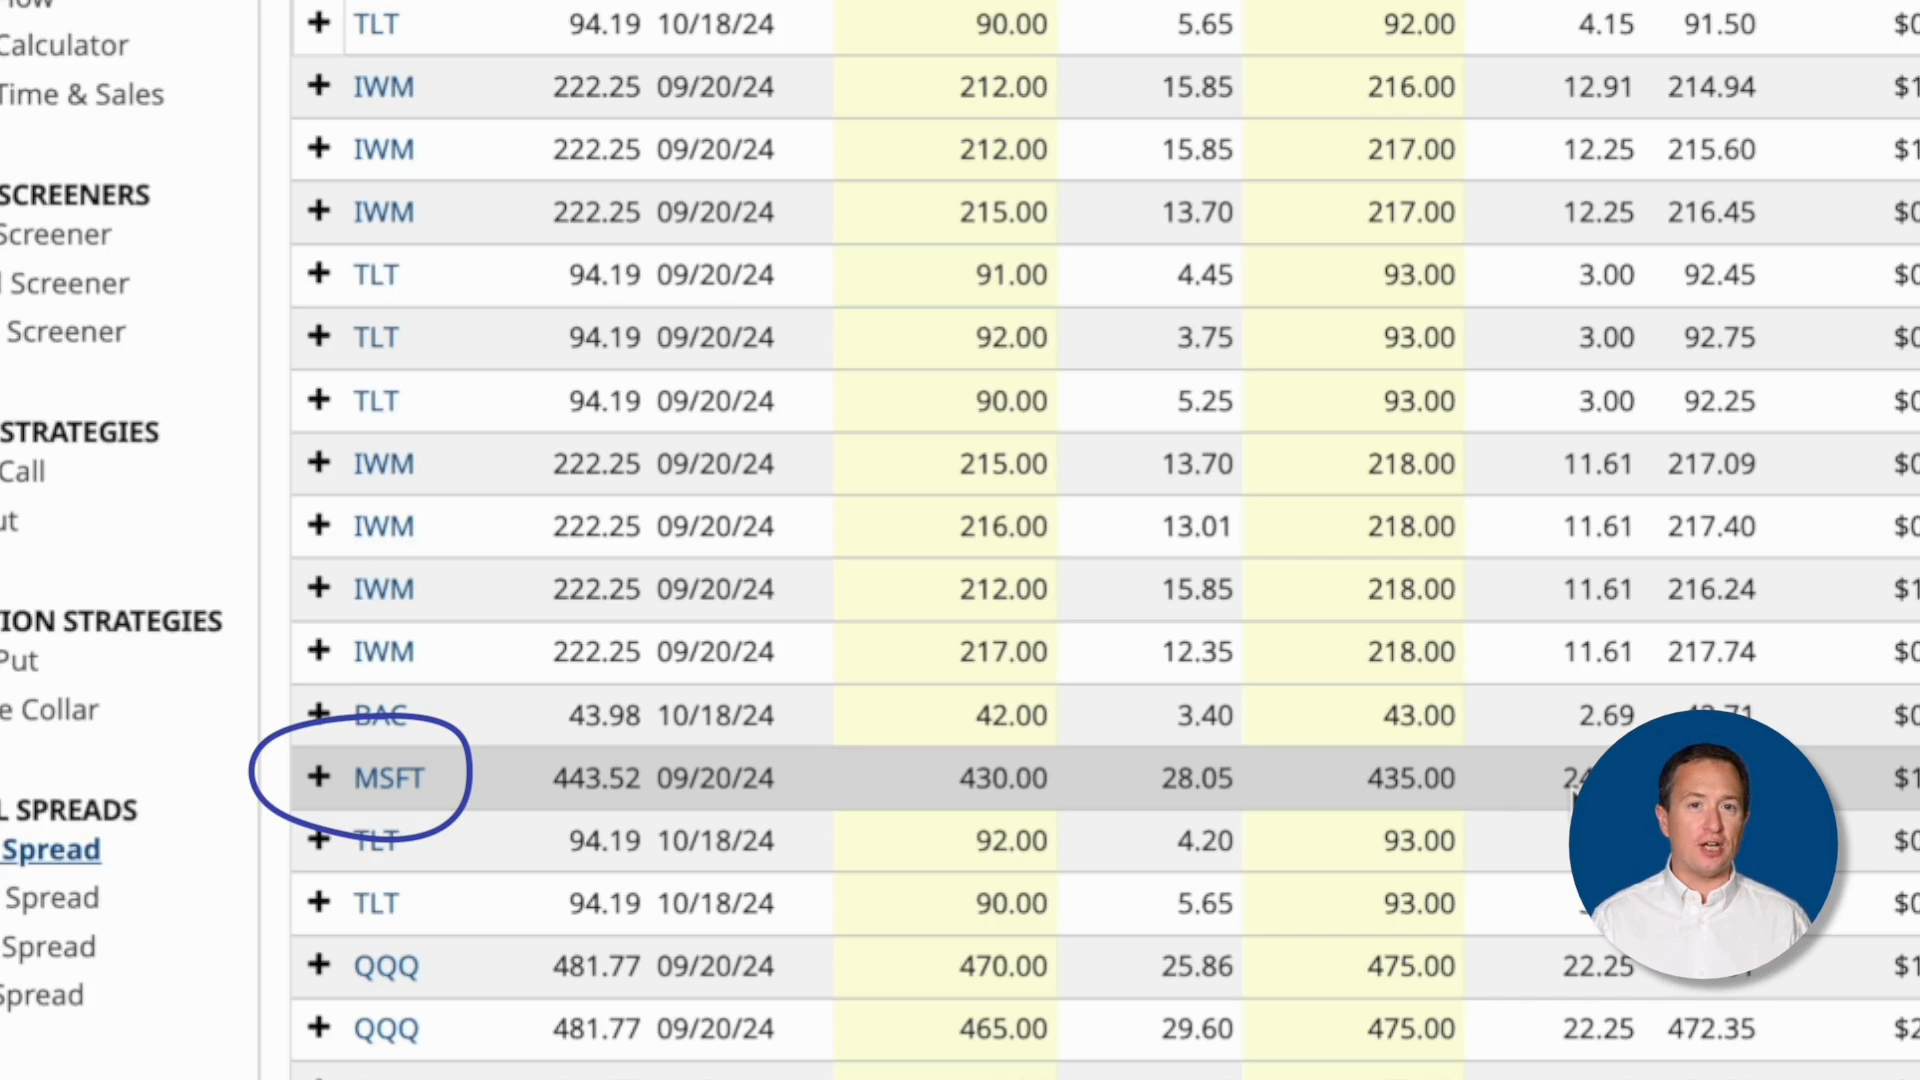 Calculator
Time & Sales
SCREENERS
Screener
Screener
Screener
STRATEGIES
Call
STRATEGIES
Put
Collar
SPREADS
Spread
Spread
Spread
Spread
+ TLT 94.19 10/18/24 90.00 5.65 92.00 4.15 91.50
+ IWM 222.25 09/20/24 212.00 15.85 216.00 12.91 214.94
+ IWM 222.25 09/20/24 212.00 15.85 217.00 12.25 215.60
+ IWM 222.25 09/20/24 215.00 13.70 217.00 12.25 216.45
+ TLT 94.19 09/20/24 91.00 4.45 93.00 3.00 92.45
+ TLT 94.19 09/20/24 92.00 3.75 93.00 3.00 92.75
+ TLT 94.19 09/20/24 90.00 5.25 93.00 3.00 92.25
+ IWM 222.25 09/20/24 215.00 13.70 218.00 11.61 217.09
+ IWM 222.25 09/20/24 216.00 13.01 218.00 11.61 217.40
+ IWM 222.25 09/20/24 212.00 15.85 218.00 11.61 216.24
+ IWM 222.25 09/20/24 217.00 12.35 218.00 11.61 217.74
+ BAC 43.98 10/18/24 42.00 3.40 43.00 2.69
+ MSFT 443.52 09/20/24 430.00 28.05 435.00
+ TLT 94.19 10/18/24 92.00 4.20 93.00
+ TLT 94.19 10/18/24 90.00 5.65 93.00
+ QQQ 481.77 09/20/24 470.00 25.86 475.00 22.25
+ QQQ 481.77 09/20/24 465.00 29.60 475.00 22.25 472.35